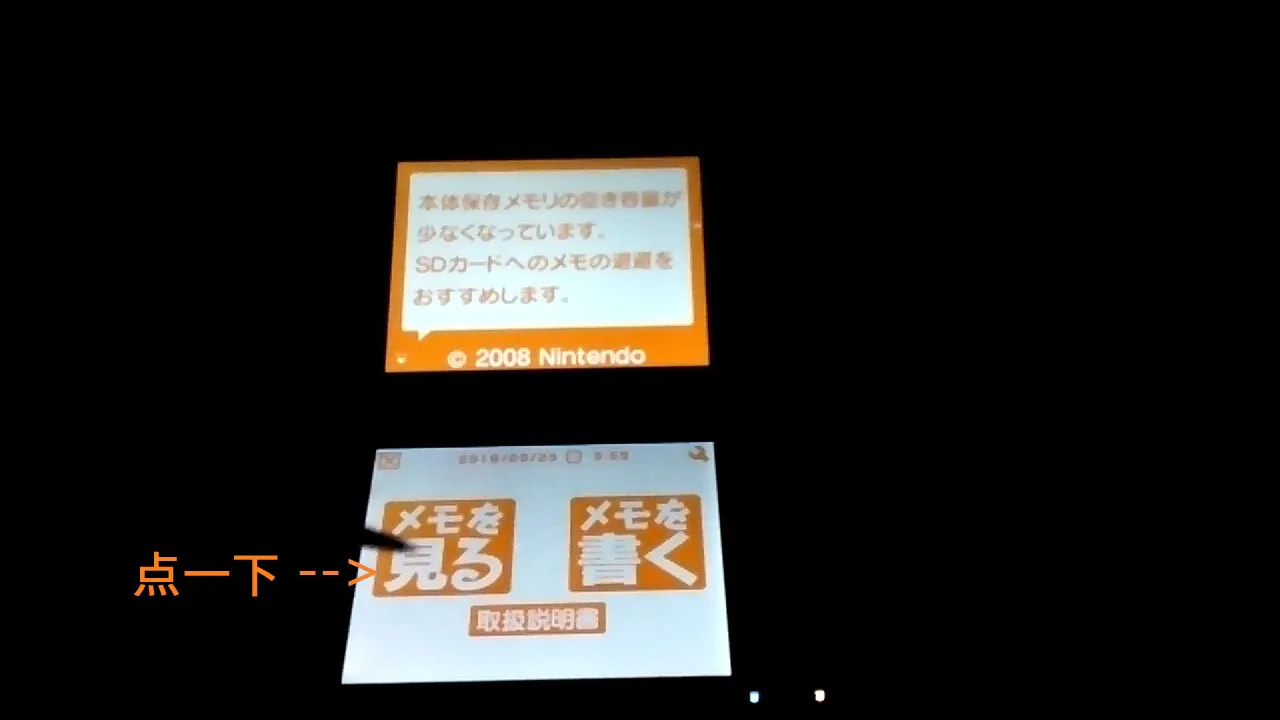 本体保存メモリの空き容量が
少なくなっています。
SDカードへのメモの退避を
おすすめします。
© 2008 Nintendo
メモを
見る
メモを
書く
点一下 -->
取扱説明書